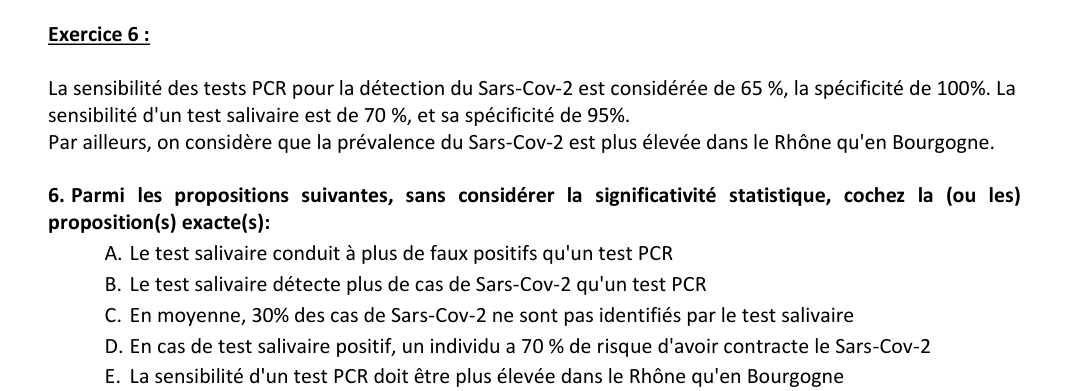 Exercice 6 :
La sensibilité des tests PCR pour la détection du Sars-Cov-2 est considérée de 65 %, la spécificité de 100%. La
sensibilité d'un test salivaire est de 70 %, et sa spécificité de 95%.
Par ailleurs, on considère que la prévalence du Sars-Cov-2 est plus élevée dans le Rhône qu'en Bourgogne.
6. Parmi les propositions suivantes, sans considérer la significativité statistique, cochez la (ou les)
proposition(s) exacte(s):
A. Le test salivaire conduit à plus de faux positifs qu'un test PCR
B. Le test salivaire détecte plus de cas de Sars-Cov-2 qu'un test PCR
C. En moyenne, 30% des cas de Sars-Cov-2 ne sont pas identifiés par le test salivaire
D. En cas de test salivaire positif, un individu a 70 % de risque d'avoir contracte le Sars-Cov-2
E. La sensibilité d'un test PCR doit être plus élevée dans le Rhône qu'en Bourgogne